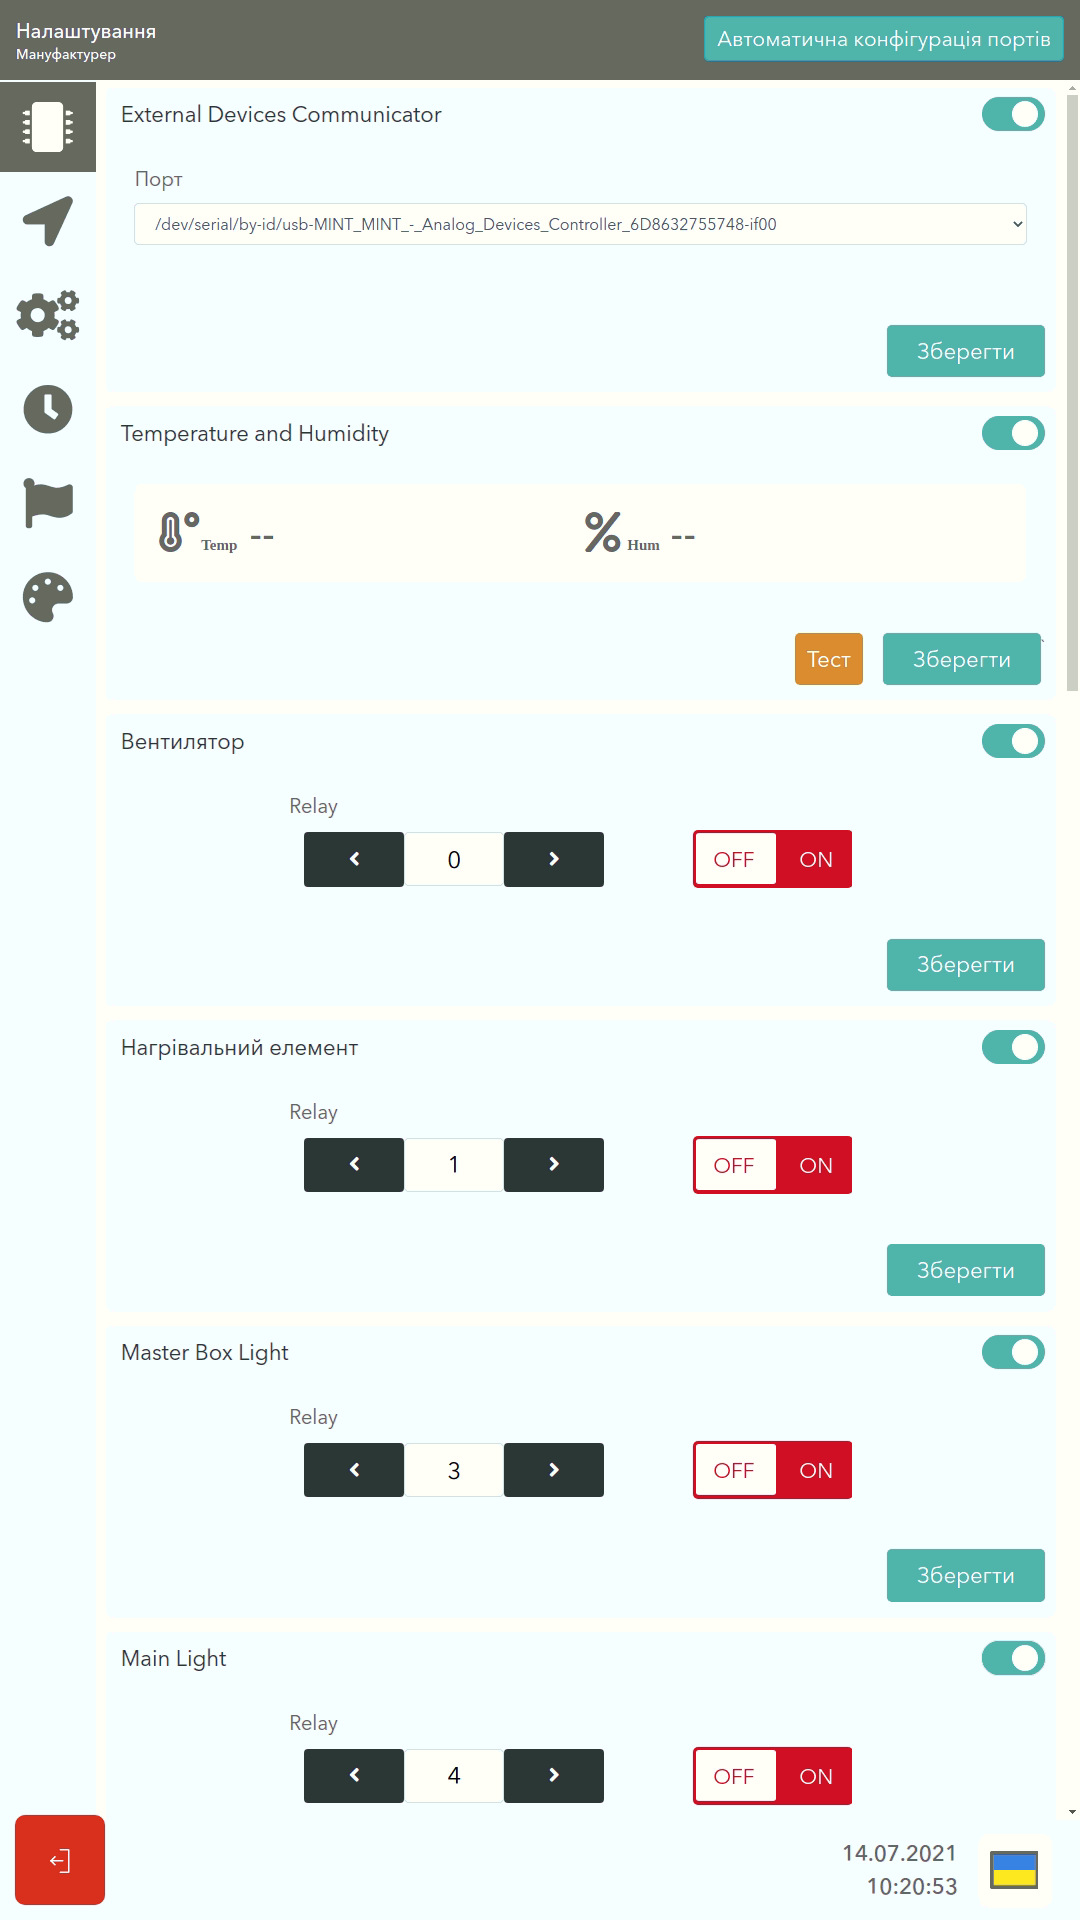 Налаштування
Мануфактурер
Автоматична конфігурація портів
External Devices Communicator
Порт
/dev/serial/by-id/usb-MINT_MINT_-_Analog_Devices_Controller_6D8632755748-if00
Зберегти
Temperature and Humidity
Temp --
% Hum --
Тест
Зберегти
Вентилятор
Relay
0
OFF ON
Зберегти
Нагрівальний елемент
Relay
1
OFF ON
Зберегти
Master Box Light
Relay
3
OFF ON
Зберегти
Main Light
Relay
4
OFF ON
14.07.2021
10:20:53